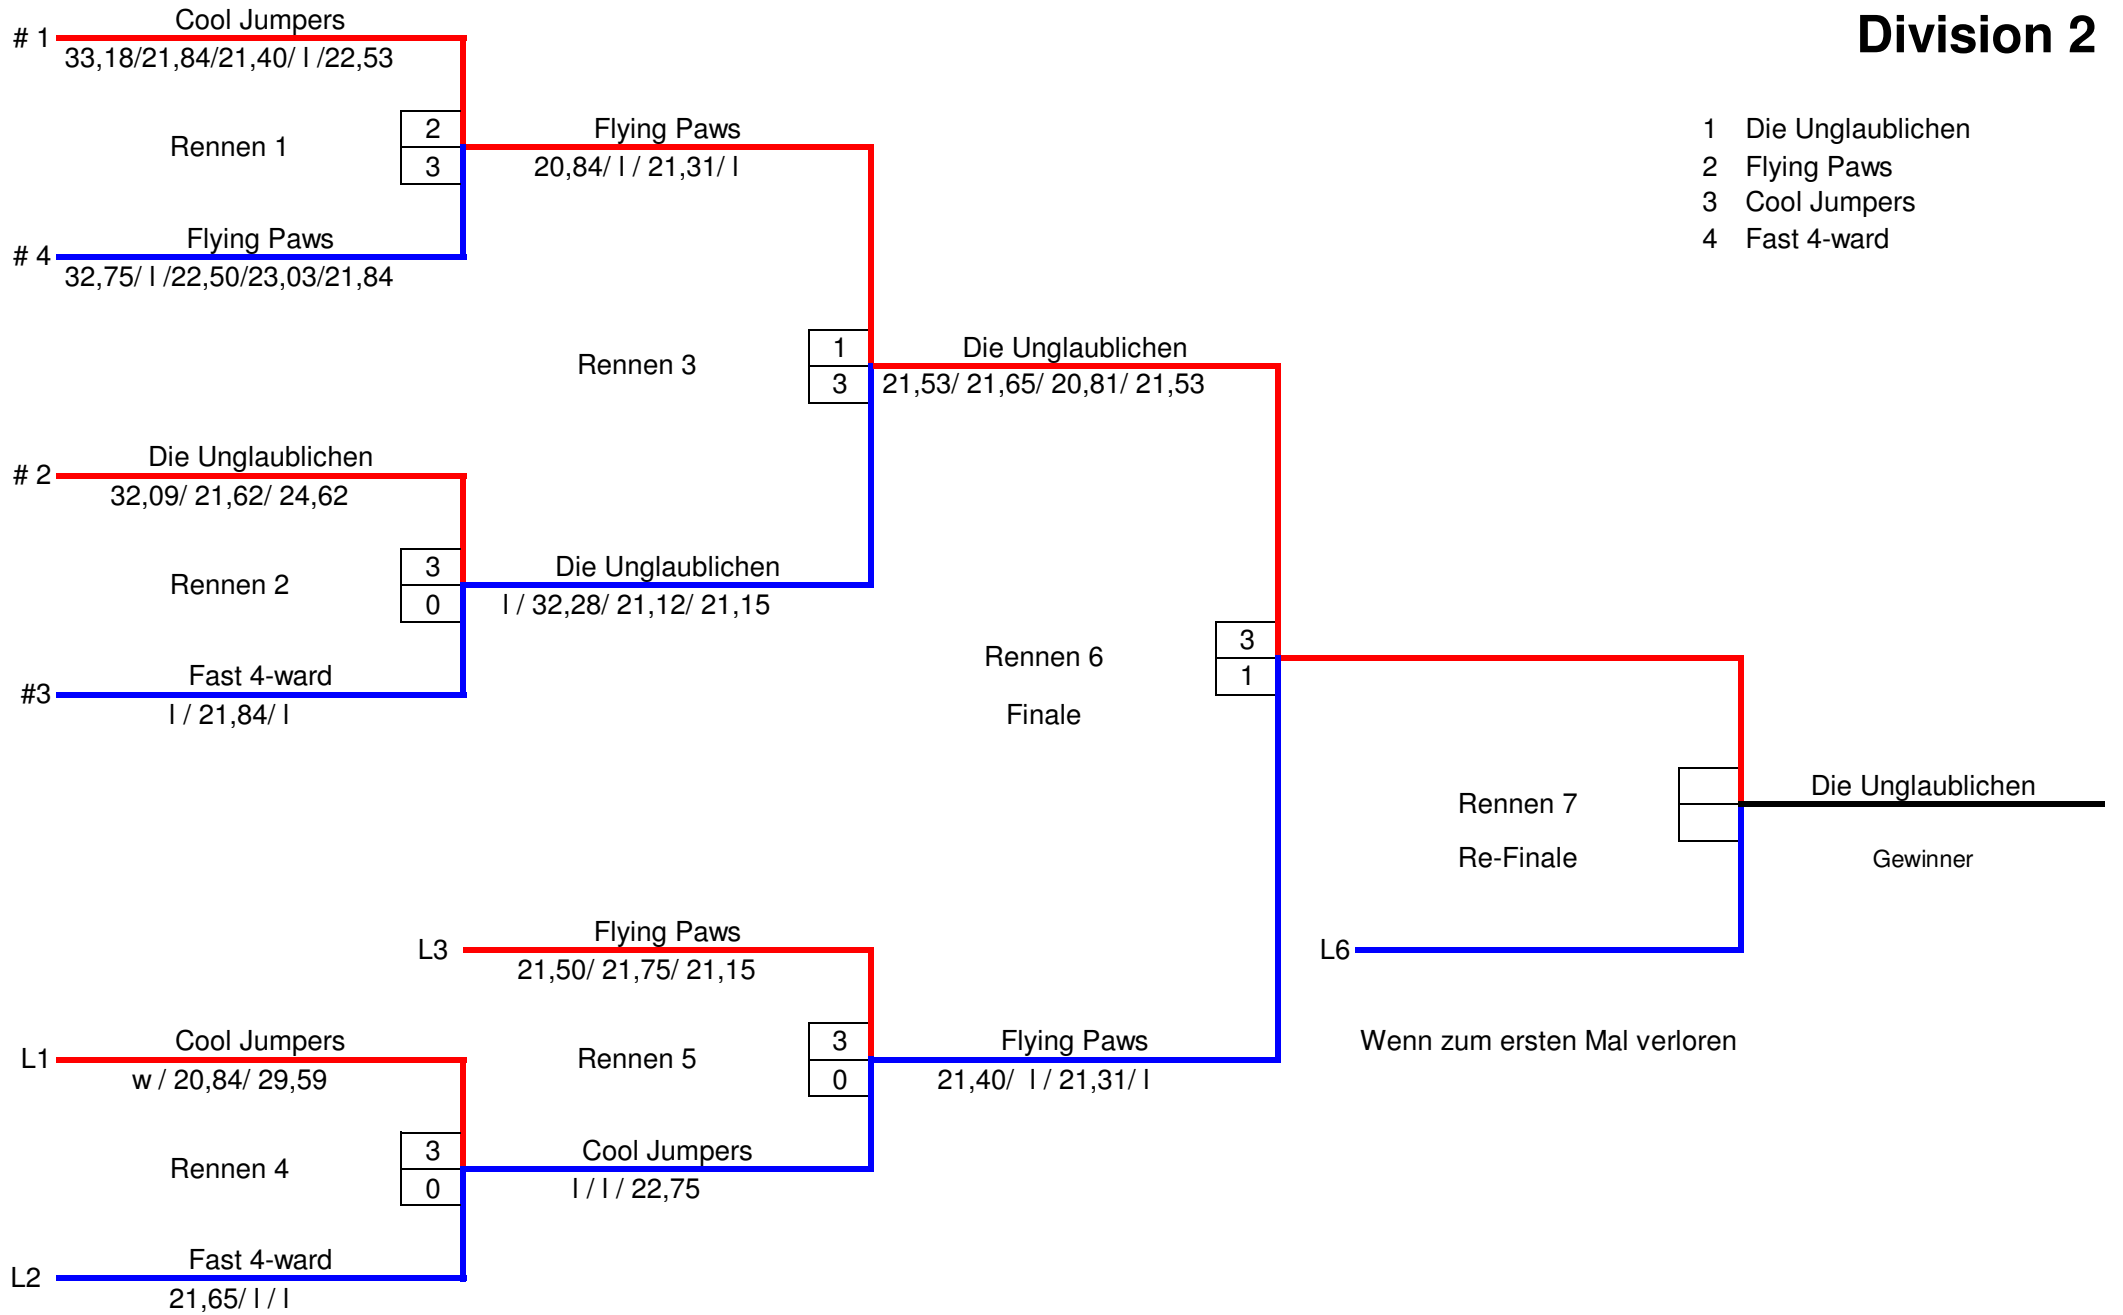 Division 2
Cool Jumpers
# 1
33,18/21,84/21,40/ l /22,53
Rennen 1
2
3
Flying Paws
20,84/ l / 21,31/ l
Flying Paws
# 4
32,75/ l /22,50/23,03/21,84
1 Die Unglaublichen
2 Flying Paws
3 Cool Jumpers
4 Fast 4-ward
Rennen 3
1
3
Die Unglaublichen
21,53/ 21,65/ 20,81/ 21,53
Die Unglaublichen
# 2
32,09/ 21,62/ 24,62
Rennen 2
3
0
Die Unglaublichen
l / 32,28/ 21,12/ 21,15
Fast 4-ward
#3
l / 21,84/ l
Rennen 6
3
1
Finale
Rennen 7
Re-Finale
Die Unglaublichen
Gewinner
Flying Paws
L3
21,50/ 21,75/ 21,15
L6
Wenn zum ersten Mal verloren
Cool Jumpers
L1
w / 20,84/ 29,59
Rennen 5
3
0
Flying Paws
21,40/ l / 21,31/ l
Rennen 4
3
0
Cool Jumpers
l / l / 22,75
Fast 4-ward
L2
21,65/ l / l